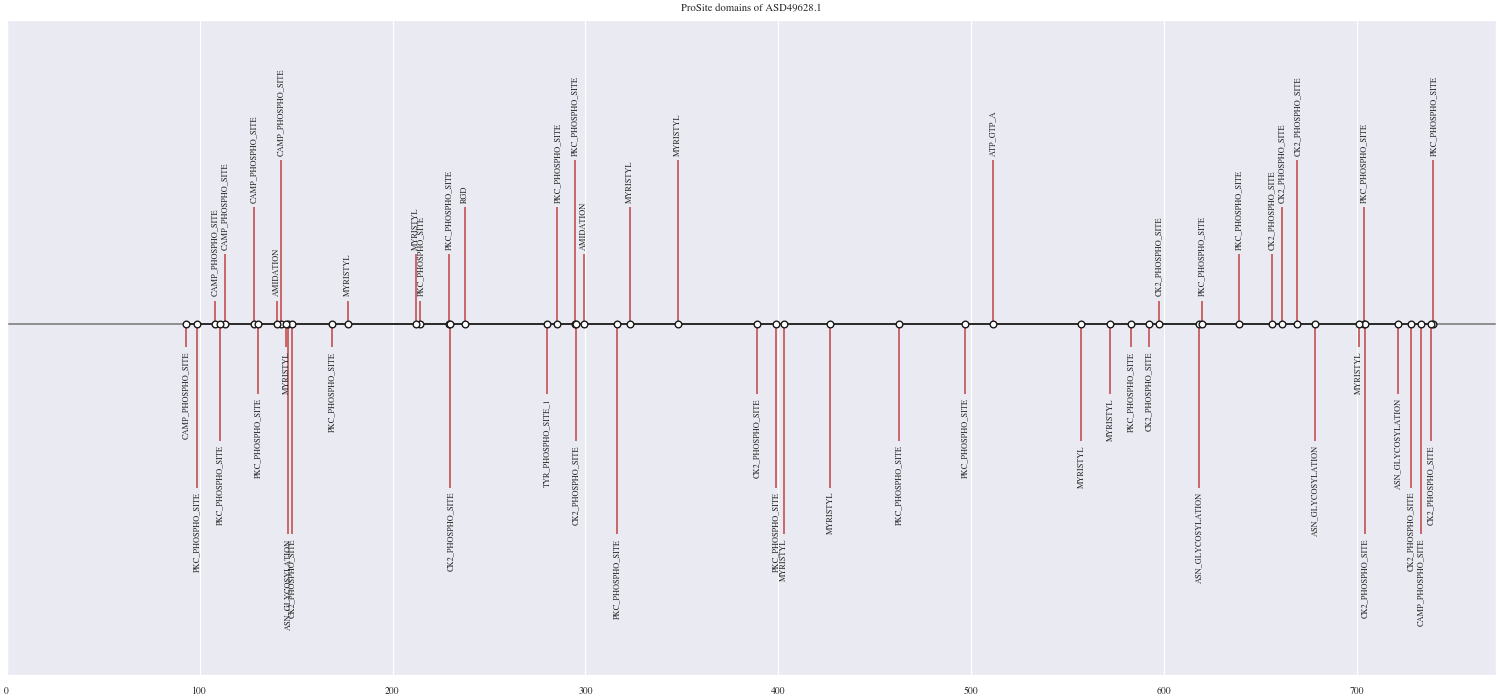 ProSite domains of ASD49628.1
CAMP_PHOSPHO_SITE
PKC_PHOSPHO_SITE
CAMP_PHOSPHO_SITE
PKC_PHOSPHO_SITE
CAMP_PHOSPHO_SITE
CAMP_PHOSPHO_SITE
PKC_PHOSPHO_SITE
AMIDATION
CAMP_PHOSPHO_SITE
MYRISTYL
ASN_GLYCOSYLATION
CK2_PHOSPHO_SITE
PKC_PHOSPHO_SITE
MYRISTYL
MYRISTYL
PKC_PHOSPHO_SITE
PKC_PHOSPHO_SITE
CK2_PHOSPHO_SITE
RGD
TYR_PHOSPHO_SITE_1
PKC_PHOSPHO_SITE
PKC_PHOSPHO_SITE
CK2_PHOSPHO_SITE
AMIDATION
PKC_PHOSPHO_SITE
MYRISTYL
MYRISTYL
CK2_PHOSPHO_SITE
PKC_PHOSPHO_SITE
MYRISTYL
MYRISTYL
PKC_PHOSPHO_SITE
PKC_PHOSPHO_SITE
ATP_GTP_A
MYRISTYL
MYRISTYL
PKC_PHOSPHO_SITE
CK2_PHOSPHO_SITE
CK2_PHOSPHO_SITE
ASN_GLYCOSYLATION
PKC_PHOSPHO_SITE
PKC_PHOSPHO_SITE
CK2_PHOSPHO_SITE
CK2_PHOSPHO_SITE
CK2_PHOSPHO_SITE
ASN_GLYCOSYLATION
MYRISTYL
PKC_PHOSPHO_SITE
CK2_PHOSPHO_SITE
ASN_GLYCOSYLATION
CK2_PHOSPHO_SITE
CAMP_PHOSPHO_SITE
CK2_PHOSPHO_SITE
PKC_PHOSPHO_SITE
0 100 200 300 400 500 600 700